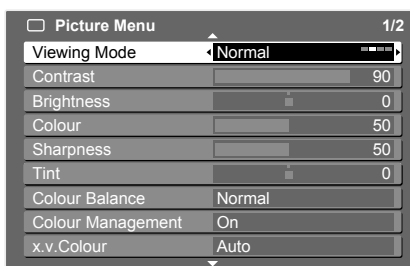 Picture Menu 1/2
Viewing Mode Normal
Contrast 90
Brightness 0
Colour 50
Sharpness 50
Tint 0
Colour Balance Normal
Colour Management On
x.v.Colour Auto